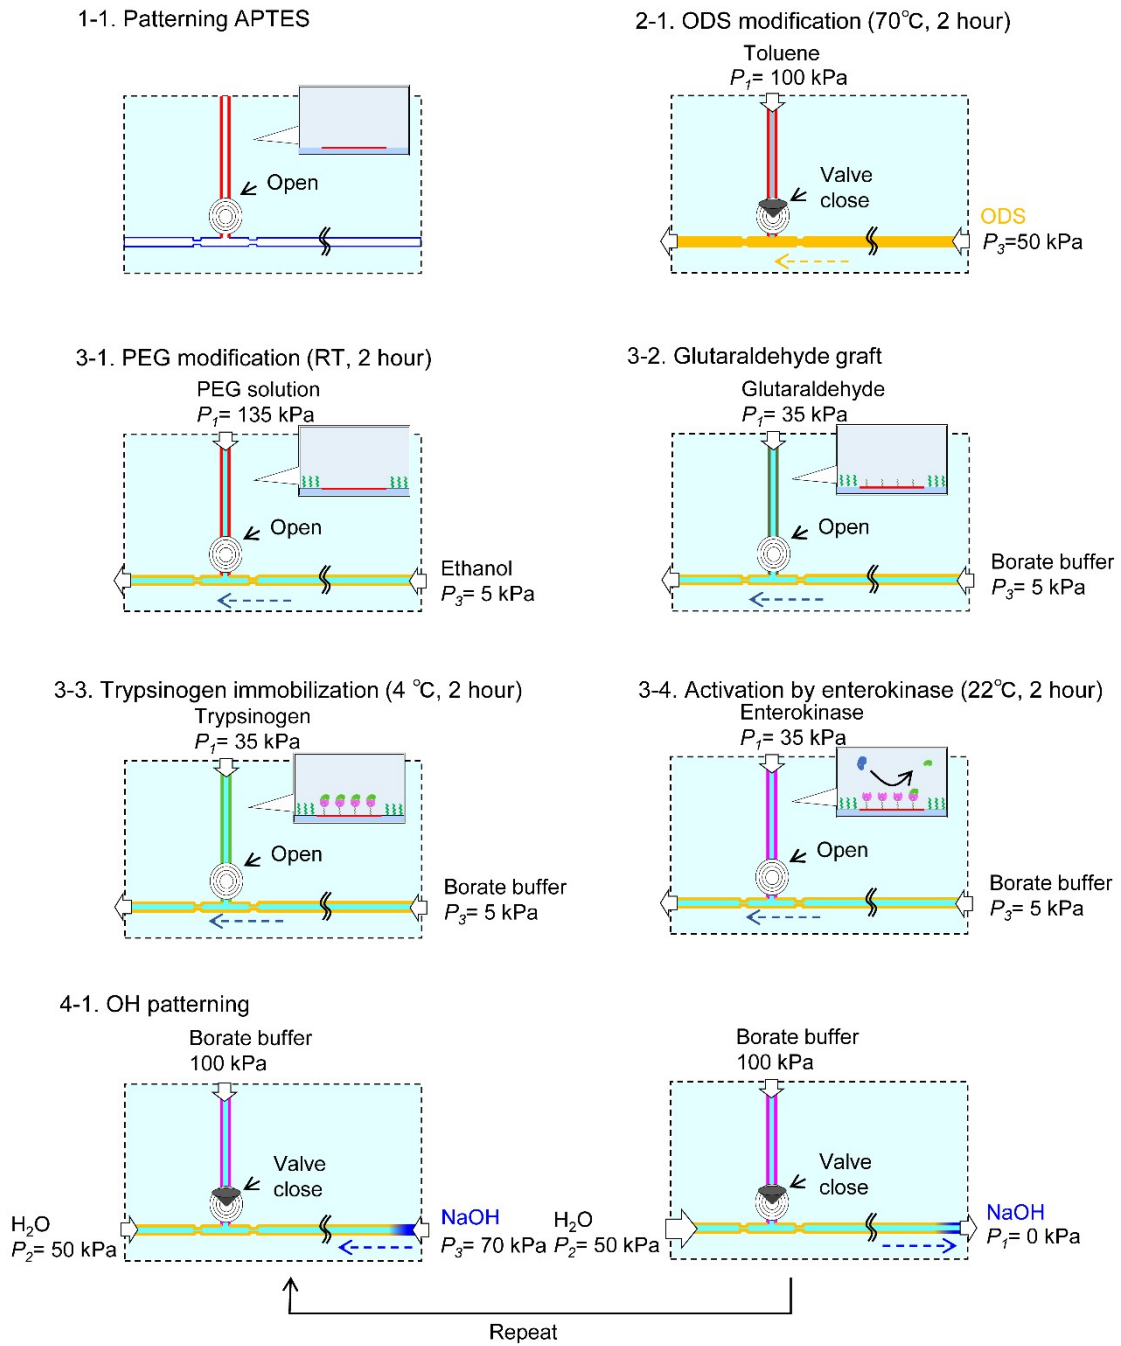 1-1. Patterning APTES
Open
2-1. ODS modification (70℃, 2 hour)
Toluene
P₁= 100 kPa
Valve
close
ODS
P₃=50 kPa
3-1. PEG modification (RT, 2 hour)
PEG solution
P₁= 135 kPa
Open
Ethanol
P₃= 5 kPa
3-2. Glutaraldehyde graft
Glutaraldehyde
P₁= 35 kPa
Open
Borate buffer
P₃= 5 kPa
3-3. Trypsinogen immobilization (4 ℃, 2 hour)
Trypsinogen
P₁= 35 kPa
Open
Borate buffer
P₃= 5 kPa
3-4. Activation by enterokinase (22℃, 2 hour)
Enterokinase
P₁= 35 kPa
Open
Borate buffer
P₃= 5 kPa
4-1. OH patterning
Borate buffer
100 kPa
Valve
close
H₂O
P₂= 50 kPa
NaOH
P₃= 70 kPa
Borate buffer
100 kPa
Valve
close
H₂O
P₂= 50 kPa
NaOH
P₁= 0 kPa
Repeat